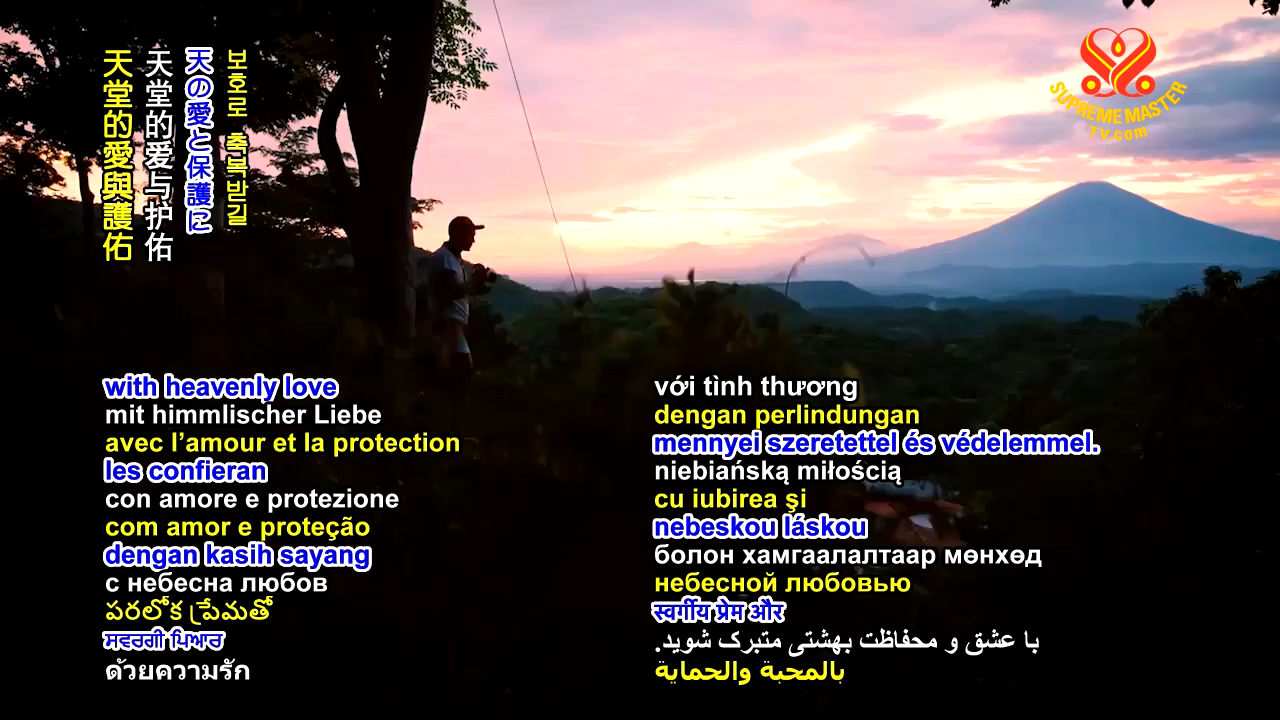 天堂的愛與護佑
天堂的爱与护佑
天の愛と保護に
보호로 축복받길
SUPREME MASTER
TV.com
with heavenly love
mit himmlischer Liebe
avec l’amour et la protection
les confieran
con amore e protezione
com amor e proteção
dengan kasih sayang
с небесна любов
పరలోక ప్రేమతో
ਸਵਰਗੀ ਪਿਆਰ
ด้วยความรัก
với tình thương
dengan perlindungan
mennyei szeretettel és védelemmel.
niebiańską miłością
cu iubirea şi
nebeskou láskou
болон хамгаалалтаар мөнхөд
небесной любовью
स्वर्गीय प्रेम और
با عشق و محفاظت بهشتی متبرک شوید.
بالمحبة والحماية